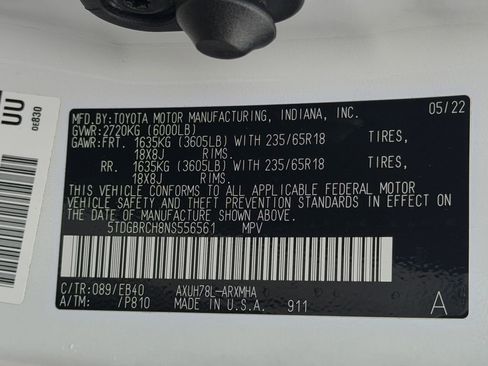 MFD.BY:TOYOTA MOTOR MANUFACTURING, INDIANA, INC. 05/22
GVWR:2720KG (6000LB)
GAWR:FRT. 1635KG (3605LB) WITH 235/65R18 TIRES,
18X8J RIMS.
RR. 1635KG (3605LB) WITH 235/65R18 TIRES,
18X8J RIMS.
THIS VEHICLE CONFORMS TO ALL APPLICABLE FEDERAL MOTOR
VEHICLE SAFETY AND THEFT PREVENTION STANDARDS IN EFFECT ON
THE DATE OF MANUFACTURE SHOWN ABOVE.
5TDGBRCH8NS556561 MPV
C/TR:089/EB40 AXUH78L-ARXMHA
A/TM: /P810 MADE IN U.S.A. 911 A
0E830